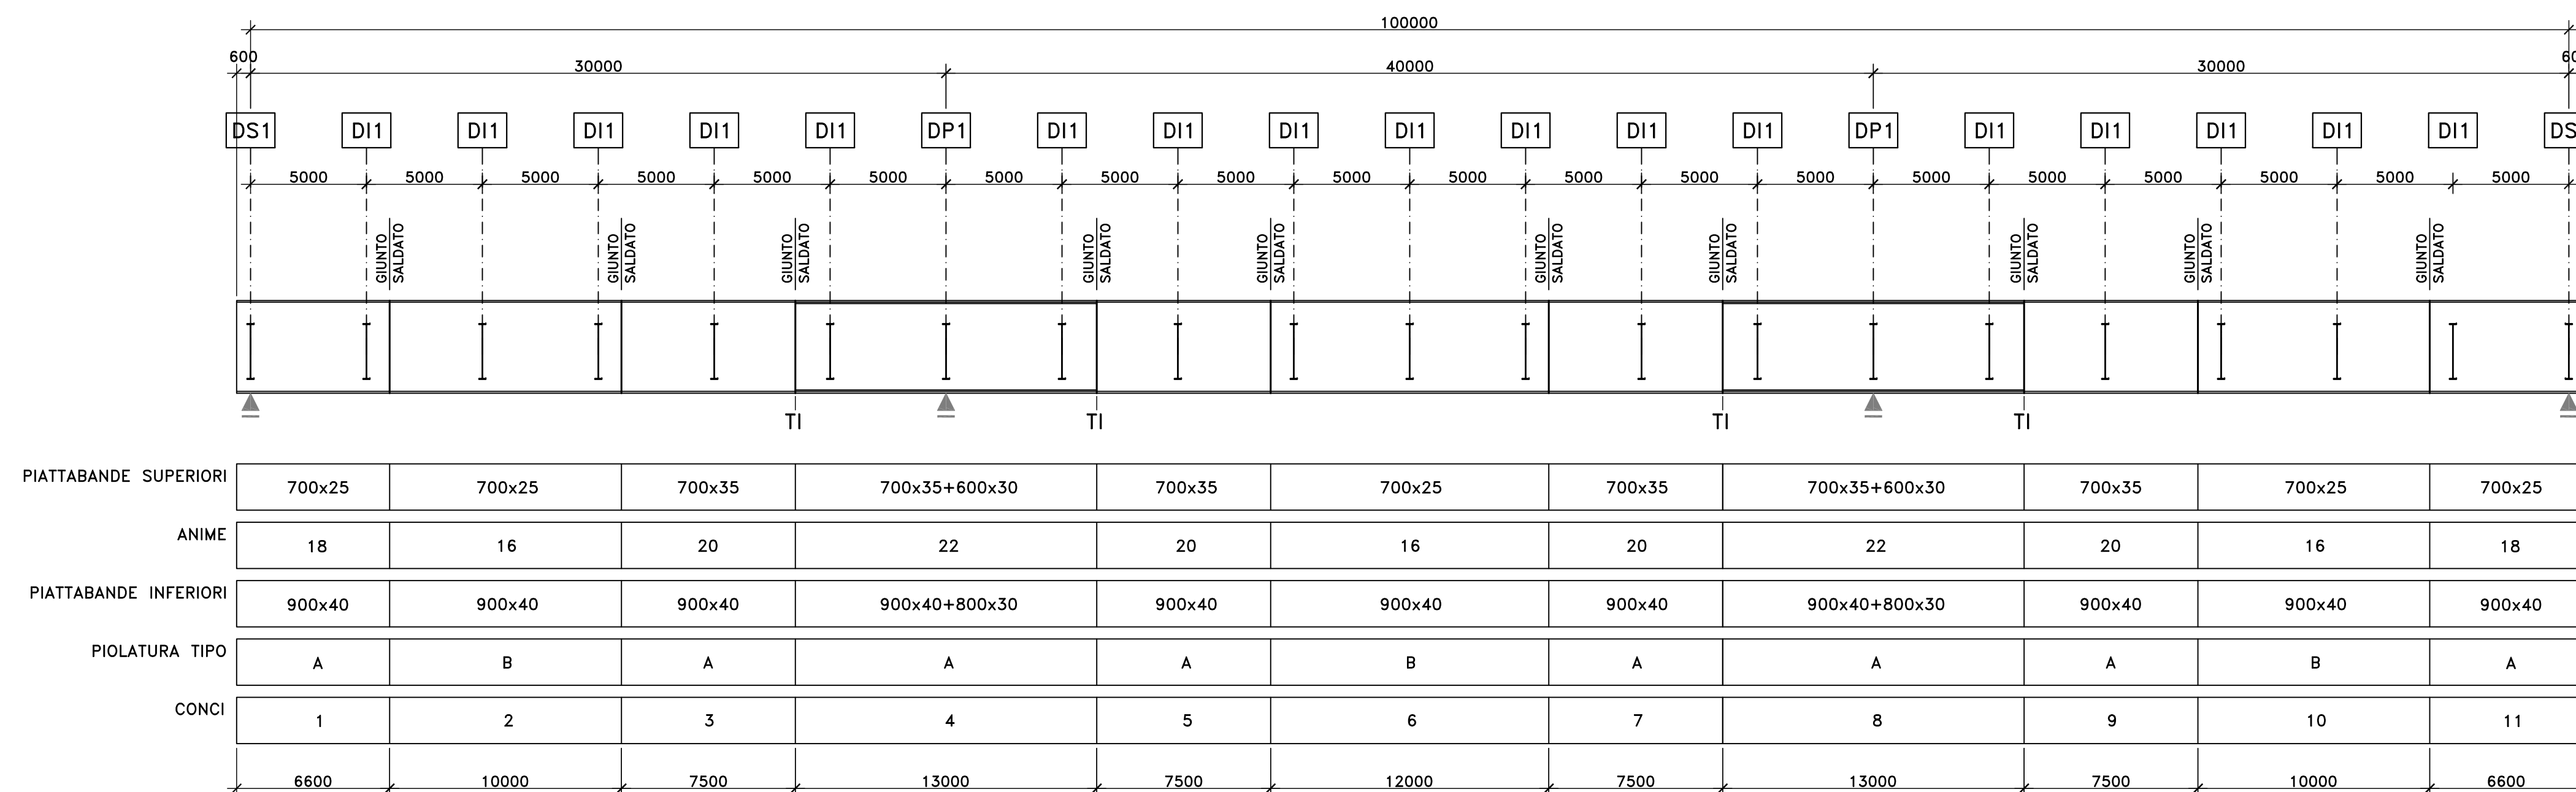 100000
600 30000 40000 30000 60
DS1 DI1 DI1 DI1 DI1 DI1 DP1 DI1 DI1 DI1 DI1 DI1 DI1 DI1 DP1 DI1 DI1 DI1 DI1 DI1 DS
5000 5000 5000 5000 5000 5000 5000 5000 5000 5000 5000 5000 5000 5000 5000 5000 5000 5000 5000 5000
GIUNTO SALDATO GIUNTO SALDATO GIUNTO SALDATO GIUNTO SALDATO GIUNTO SALDATO GIUNTO SALDATO GIUNTO SALDATO GIUNTO SALDATO GIUNTO SALDATO GIUNTO SALDATO
TI TI TI TI
PIATTABANDE SUPERIORI 700x25 700x25 700x35 700x35+600x30 700x35 700x25 700x35 700x35+600x30 700x35 700x25 700x25
ANIME 18 16 20 22 20 16 20 22 20 16 18
PIATTABANDE INFERIORI 900x40 900x40 900x40 900x40+800x30 900x40 900x40 900x40 900x40+800x30 900x40 900x40 900x40
PIOLATURA TIPO A B A A A B A A A B A
CONCI 1 2 3 4 5 6 7 8 9 10 11
6600 10000 7500 13000 7500 12000 7500 13000 7500 10000 6600